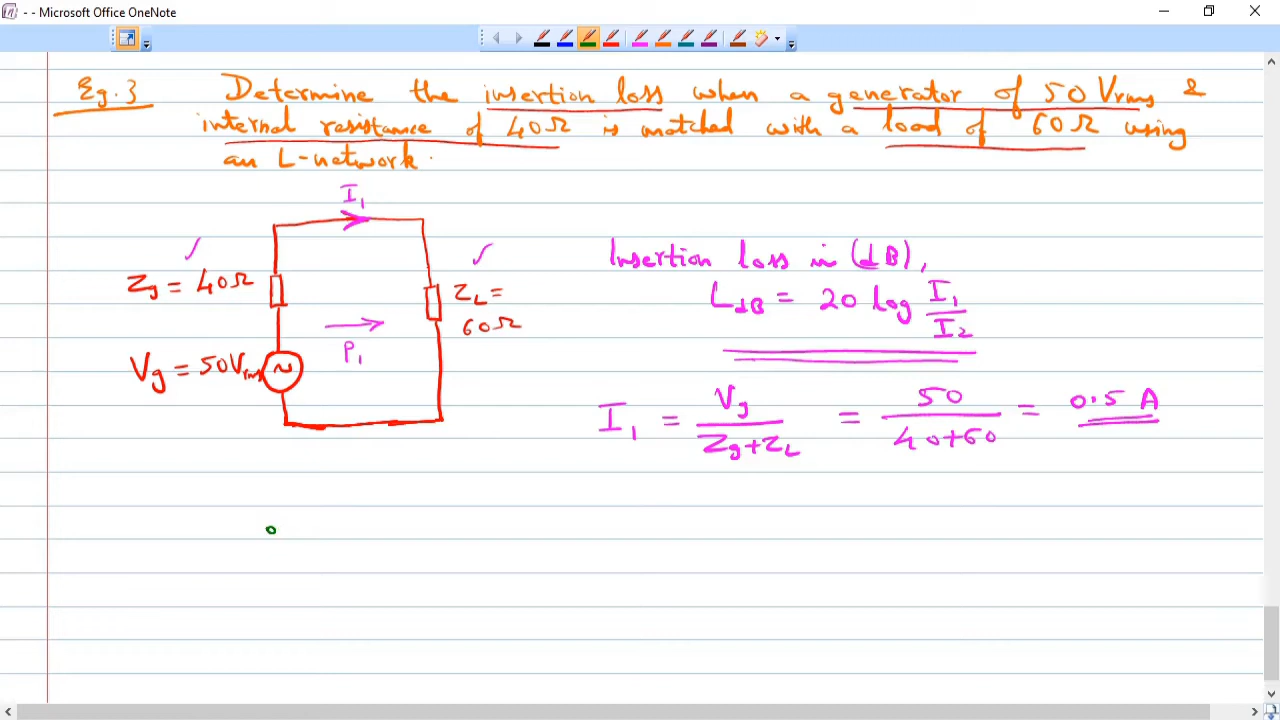 - - Microsoft Office OneNote
Eg.3 Determine the insertion loss when a generator of 50 Vrms &
internal resistance of 40Ω is matched with a load of 60Ω using
an L-network.
I₁
Zg = 40Ω
ZL =
60Ω
P₁
Vg = 50Vrms
~
Insertion loss in (dB),
LdB = 20 log I₁/I₂
I₁ = Vg/(Zg+ZL) = 50/(40+60) = 0.5 A